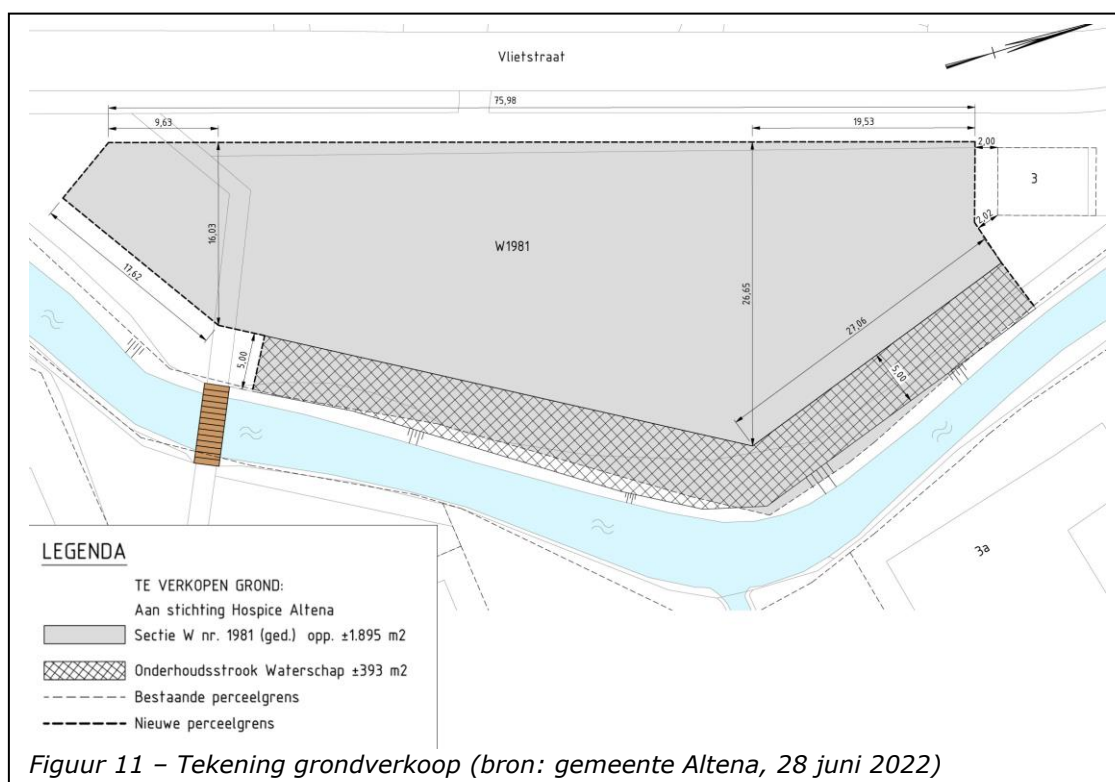 Vlietstraat
75,98
9,63
19,53
2,00
3
16,03
W1981
2,02
17,62
26,65
27,06
5,00
5,00
3a
LEGENDA
TE VERKOPEN GROND:
Aan stichting Hospice Altena
Sectie W nr. 1981 (ged.) opp. ±1.895 m2
Onderhoudsstrook Waterschap ±393 m2
Bestaande perceelgrens
Nieuwe perceelgrens
Figuur 11 – Tekening grondverkoop (bron: gemeente Altena, 28 juni 2022)